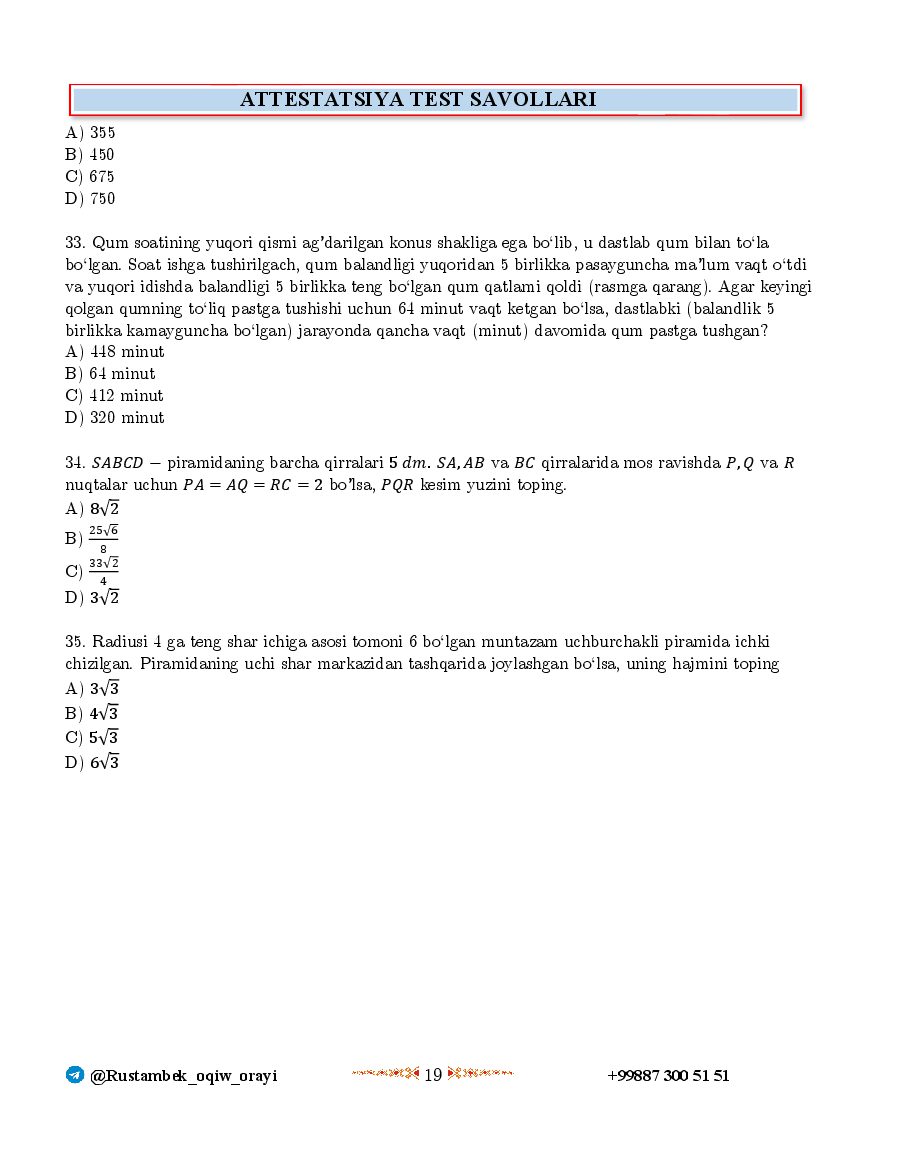 ATTESTATSIYA TEST SAVOLLARI
A) 355
B) 450
C) 675
D) 750
33. Qum soatining yuqori qismi ag’darilgan konus shakliga ega bo‘lib, u dastlab qum bilan to‘la
bo‘lgan. Soat ishga tushirilgach, qum balandligi yuqoridan 5 birlikka pasayguncha ma’lum vaqt o‘tdi
va yuqori idishda balandligi 5 birlikka teng bo‘lgan qum qatlami qoldi (rasmga qarang). Agar keyingi
qolgan qumning to‘liq pastga tushishi uchun 64 minut vaqt ketgan bo‘lsa, dastlabki (balandlik 5
birlikka kamayguncha bo‘lgan) jarayonda qancha vaqt (minut) davomida qum pastga tushgan?
A) 448 minut
B) 64 minut
C) 412 minut
D) 320 minut
34. SABCD − piramidaning barcha qirralari 5 dm. SA, AB va BC qirralarida mos ravishda P, Q va R
nuqtalar uchun PA = AQ = RC = 2 bo’lsa, PQR kesim yuzini toping.
A) 8√2
B) 25√6/8
C) 33√2/4
D) 3√2
35. Radiusi 4 ga teng shar ichiga asosi tomoni 6 bo‘lgan muntazam uchburchakli piramida ichki
chizilgan. Piramidaning uchi shar markazidan tashqarida joylashgan bo‘lsa, uning hajmini toping
A) 3√3
B) 4√3
C) 5√3
D) 6√3
@Rustambek_oqiw_orayi 19 +99887 300 51 51